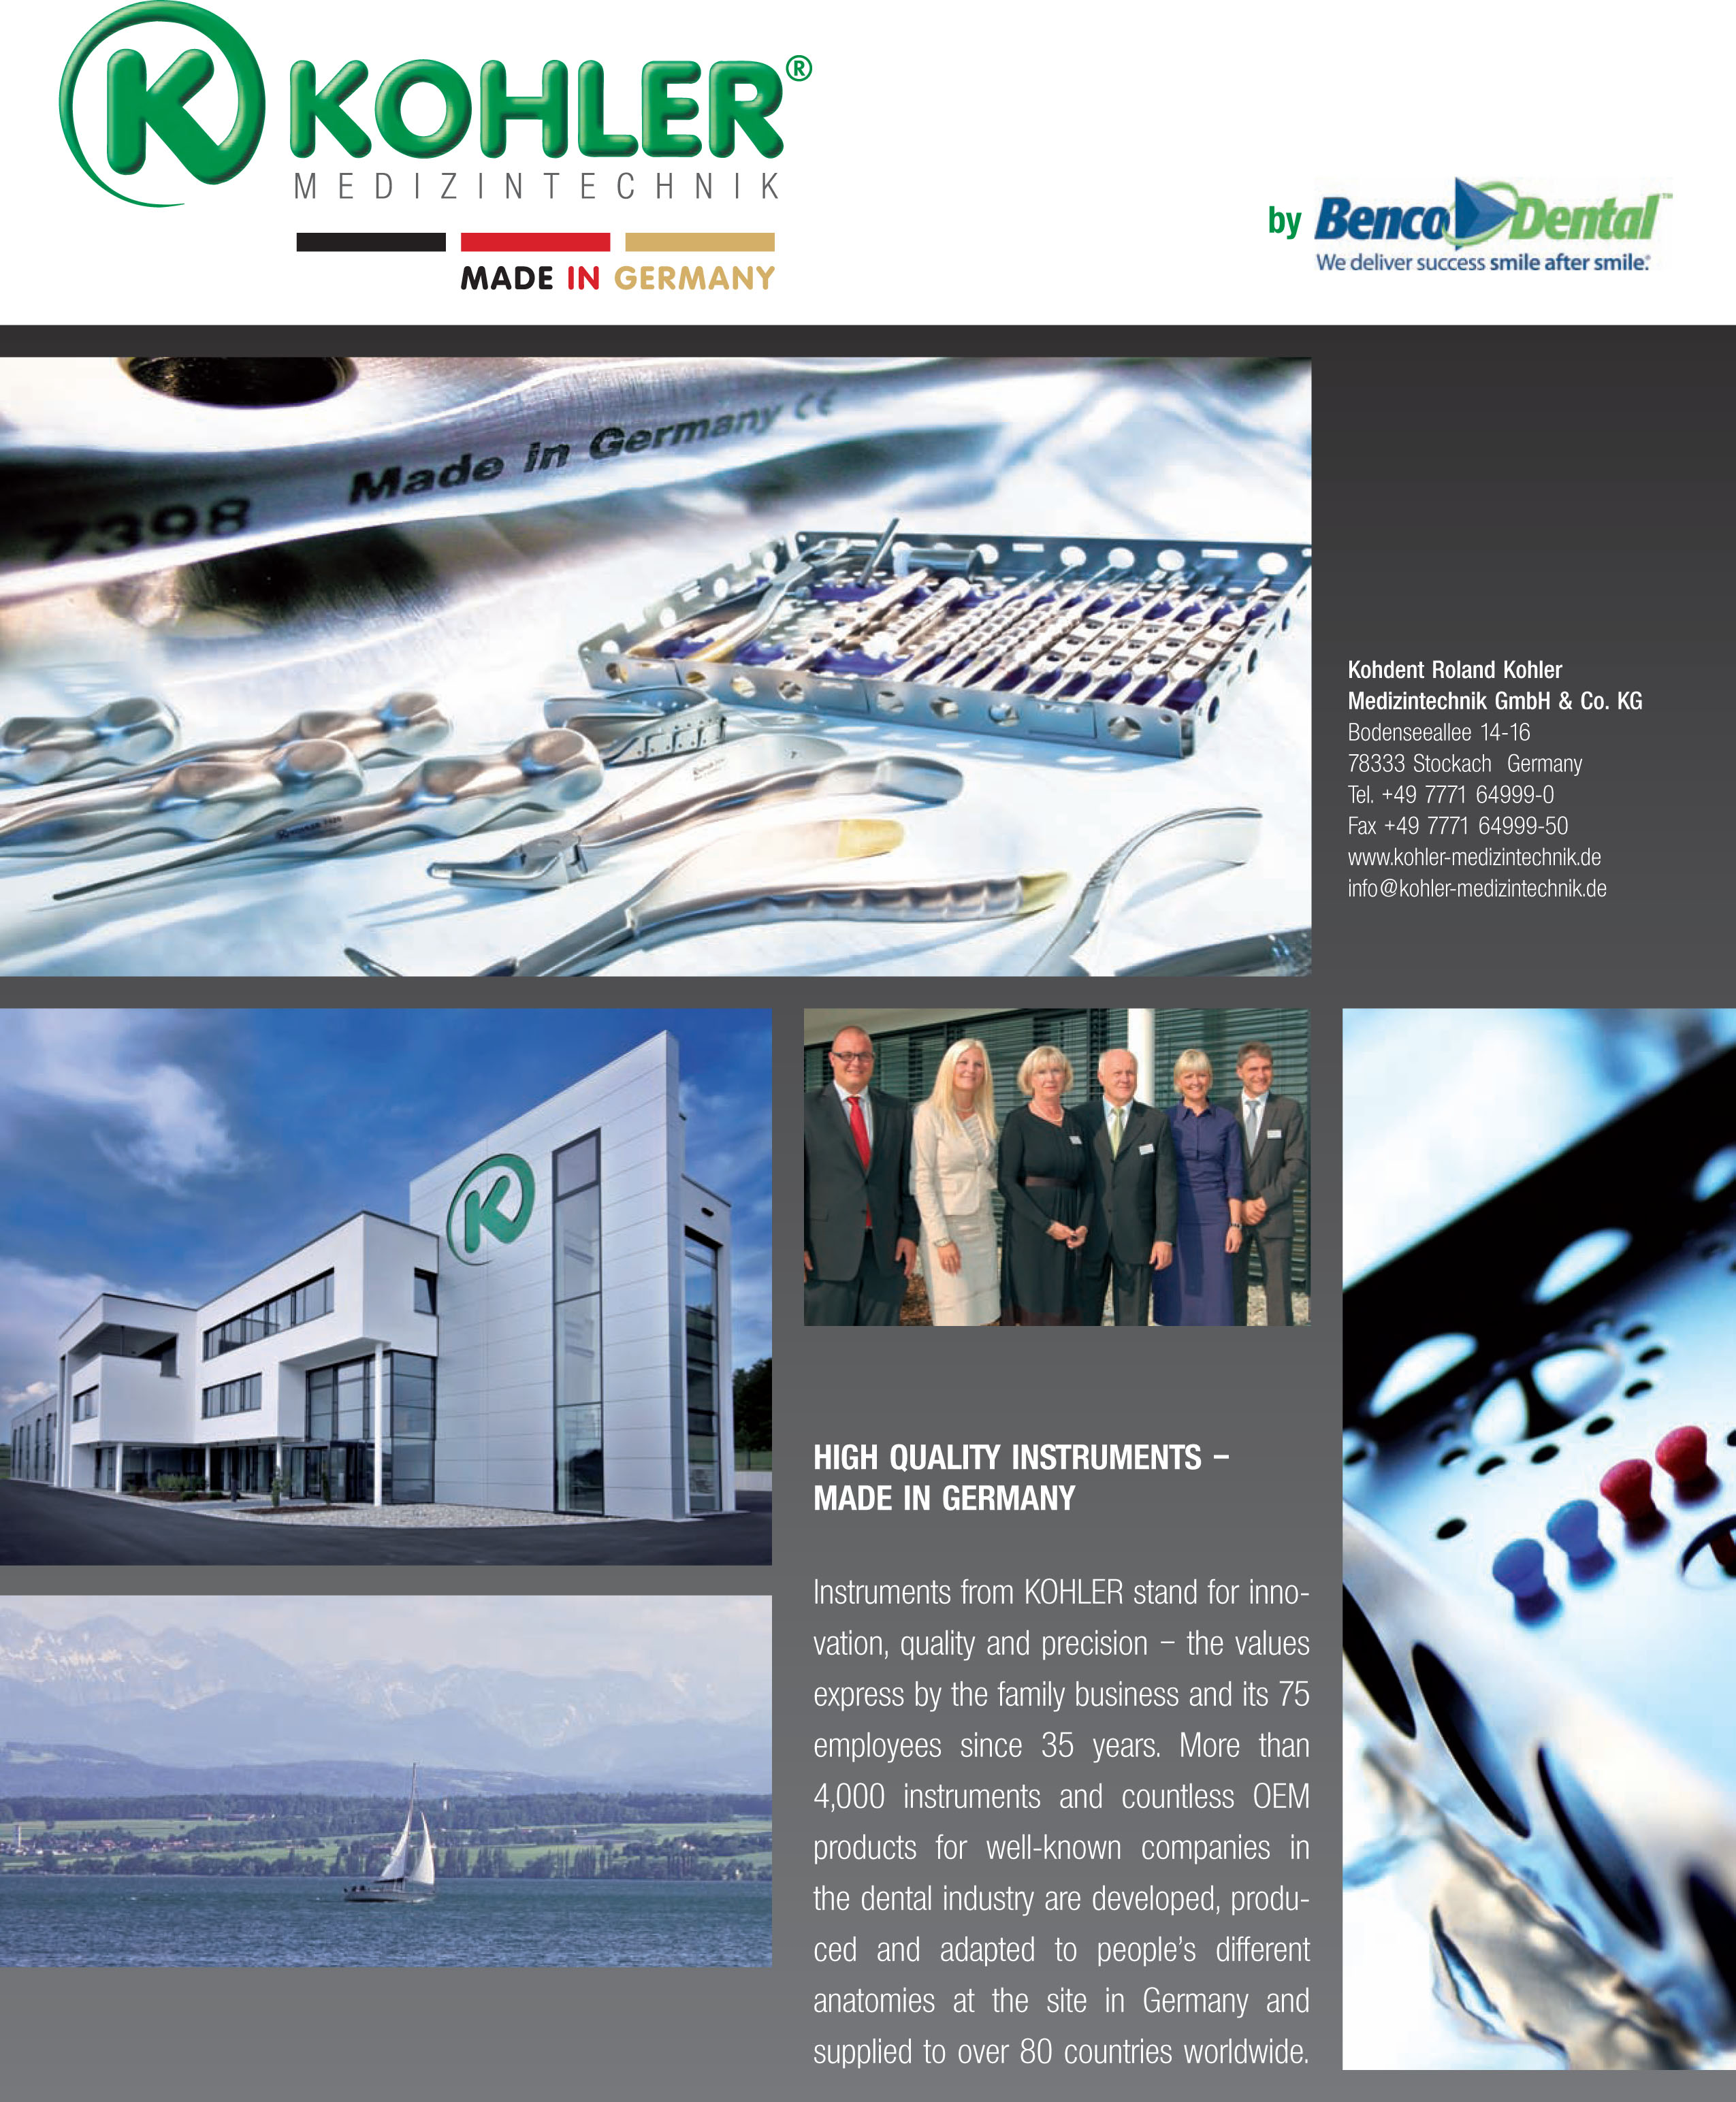 K KOHLER®
MEDIZINTECHNIK
MADE IN GERMANY
by Benco Dental™
We deliver success smile after smile.®
7398 Made in Germany CE
Kohdent Roland Kohler
Medizintechnik GmbH & Co. KG
Bodenseeallee 14-16
78333 Stockach Germany
Tel. +49 7771 64999-0
Fax +49 7771 64999-50
www.kohler-medizintechnik.de
info@kohler-medizintechnik.de
K
HIGH QUALITY INSTRUMENTS –
MADE IN GERMANY
Instruments from KOHLER stand for inno-
vation, quality and precision – the values
express by the family business and its 75
employees since 35 years. More than
4,000 instruments and countless OEM
products for well-known companies in
the dental industry are developed, produ-
ced and adapted to people's different
anatomies at the site in Germany and
supplied to over 80 countries worldwide.